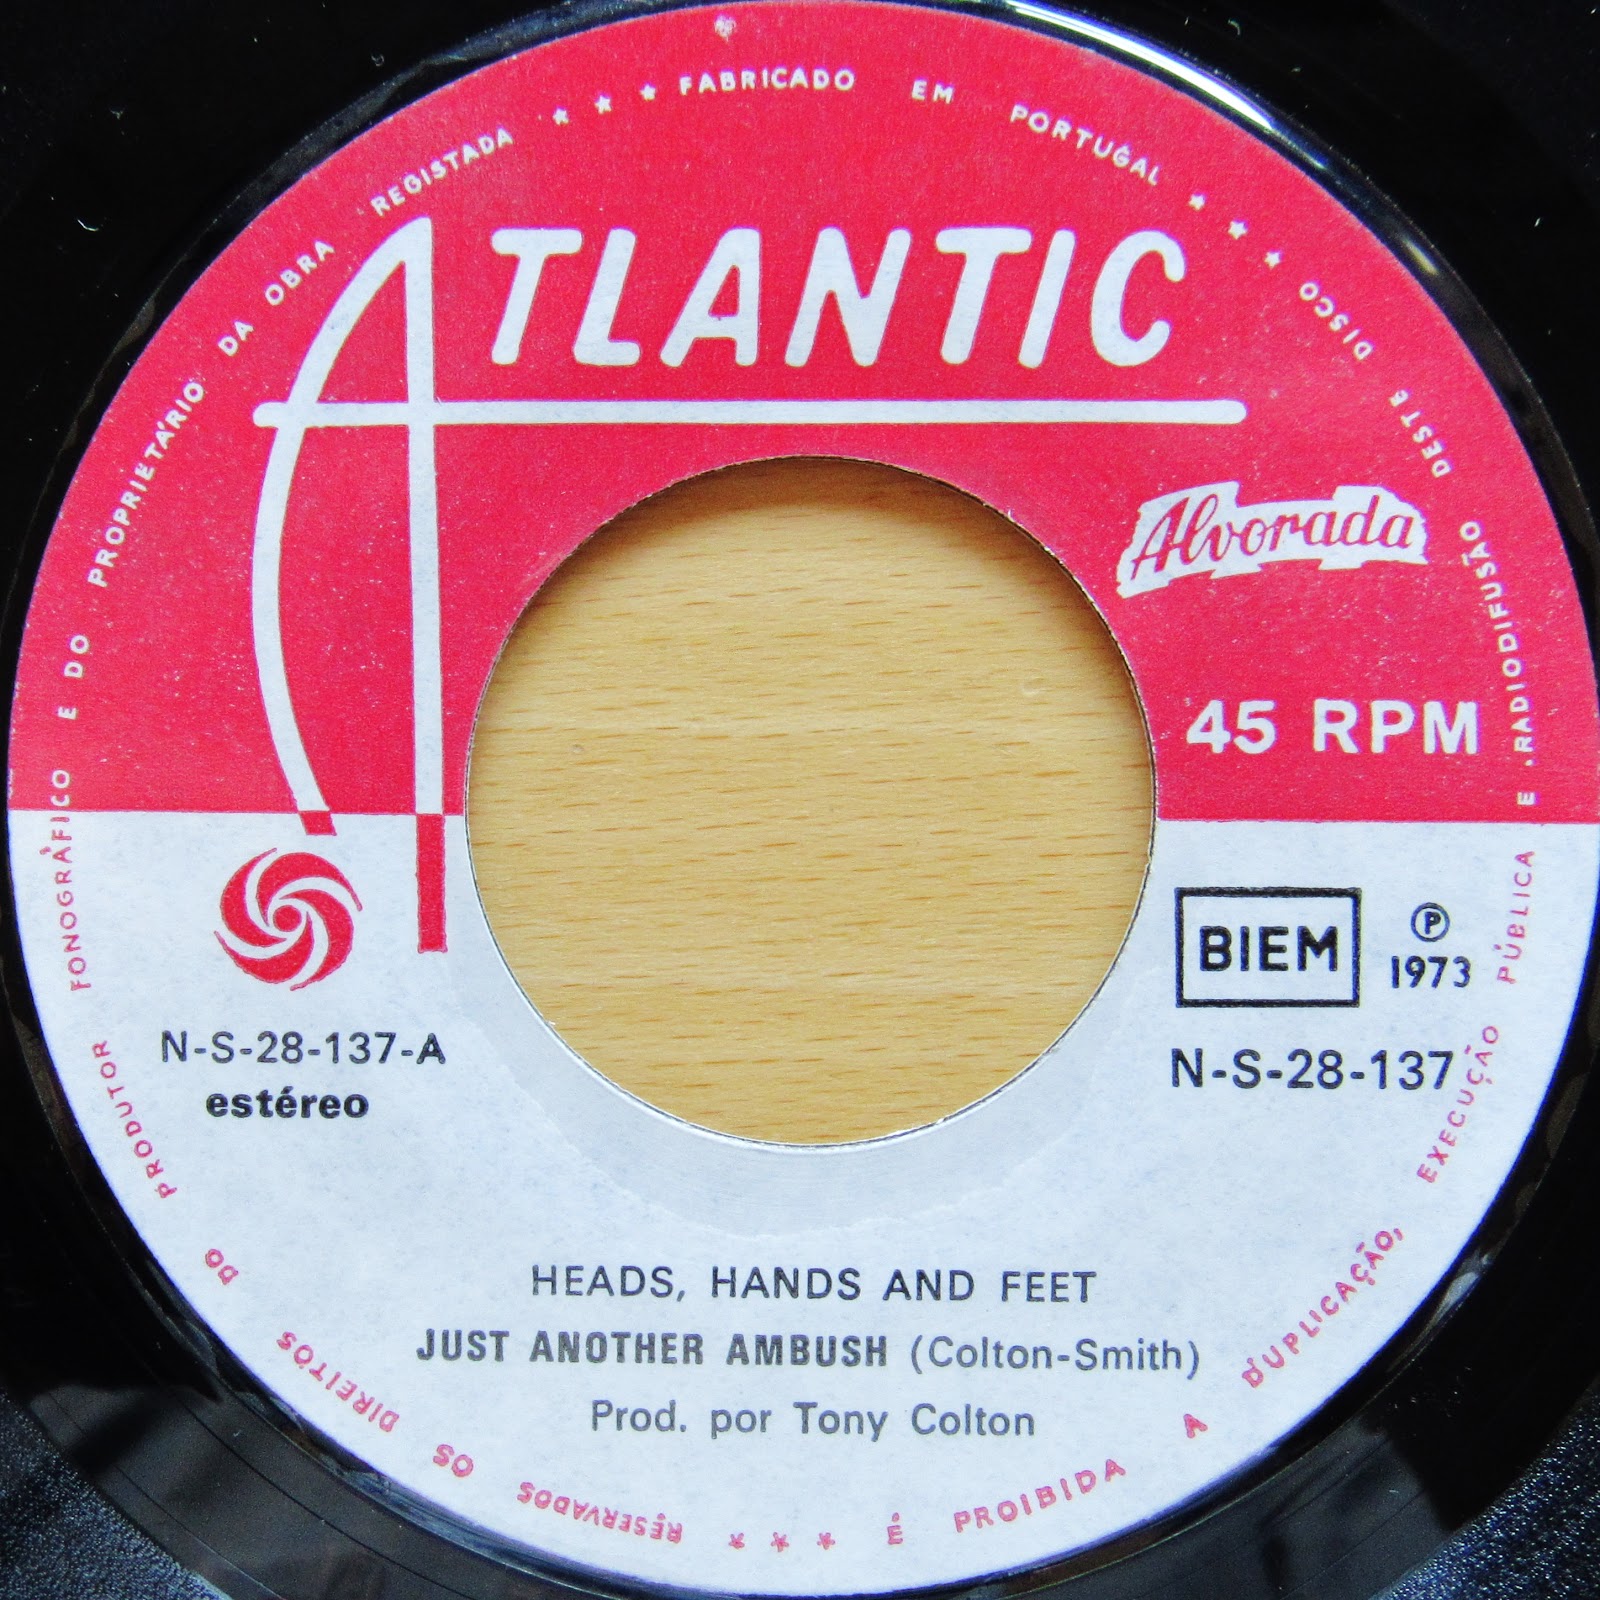 FABRICADO EM PORTUGAL
ATLANTIC
Alvorada
45 RPM
BIEM
Ⓟ
1973
N-S-28-137-A
estéreo
N-S-28-137
HEADS, HANDS AND FEET
JUST ANOTHER AMBUSH (Colton-Smith)
Prod. por Tony Colton
RESERVADOS OS DIREITOS DO PRODUTOR FONOGRÁFICO E DO PROPRIETÁRIO DA OBRA REGISTADA
É PROIBIDA A DUPLICAÇÃO, EXECUÇÃO PÚBLICA E RADIODIFUSÃO DESTE DISCO